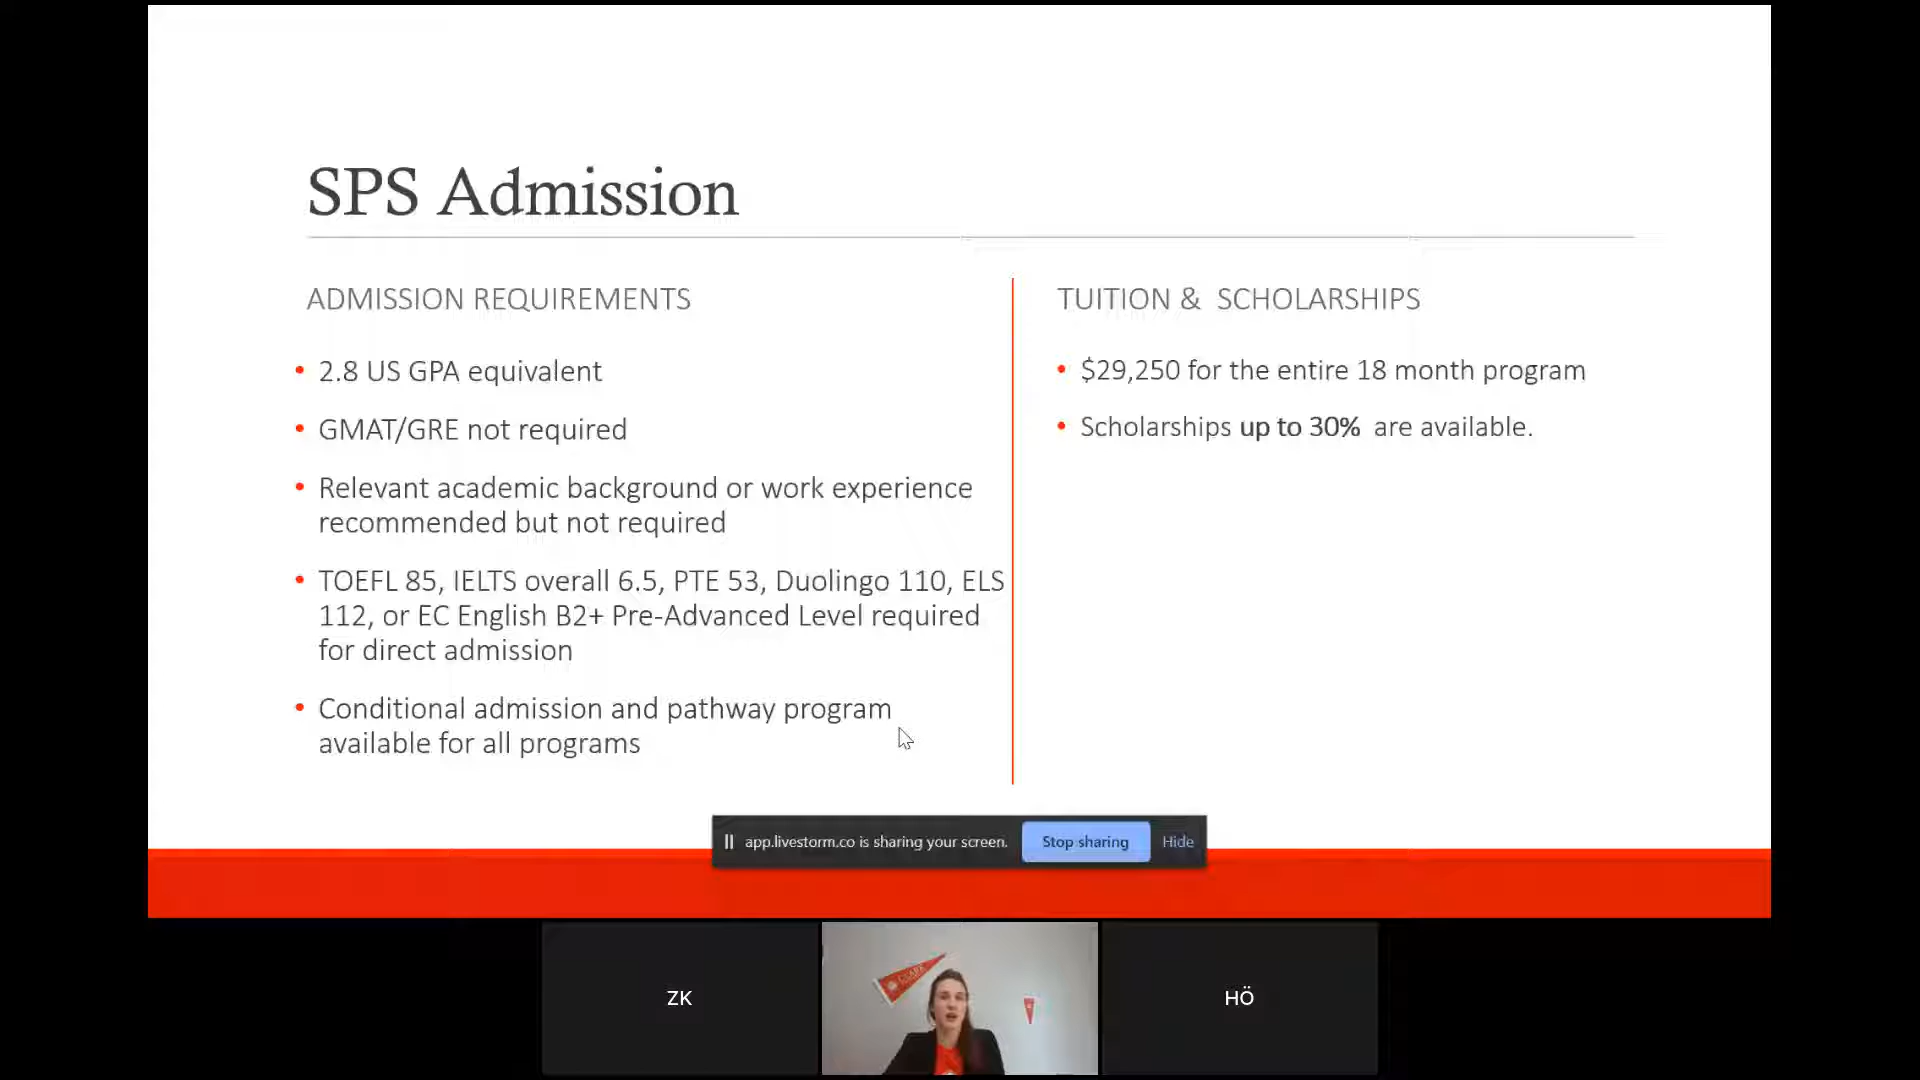 SPS Admission
ADMISSION REQUIREMENTS
• 2.8 US GPA equivalent
• GMAT/GRE not required
• Relevant academic background or work experience
recommended but not required
• TOEFL 85, IELTS overall 6.5, PTE 53, Duolingo 110, ELS
112, or EC English B2+ Pre-Advanced Level required
for direct admission
• Conditional admission and pathway program
available for all programs
TUITION & SCHOLARSHIPS
• $29,250 for the entire 18 month program
• Scholarships up to 30% are available.
app.livestorm.co is sharing your screen.
Stop sharing
Hide
ZK
CLARK
HÖ